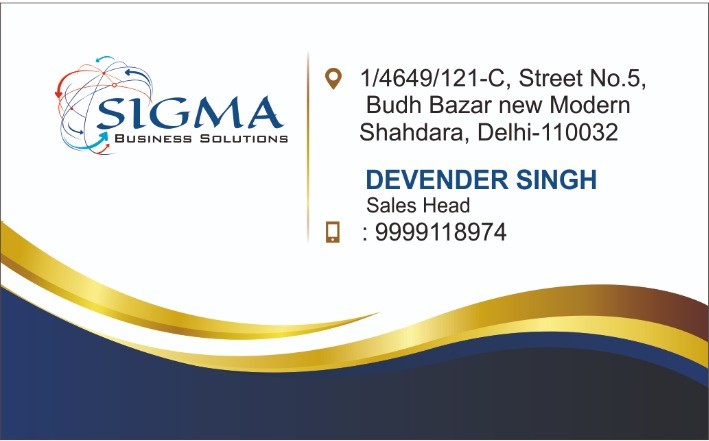 SIGMA
BUSINESS SOLUTIONS
1/4649/121-C, Street No.5,
Budh Bazar new Modern
Shahdara, Delhi-110032
DEVENDER SINGH
Sales Head
: 9999118974